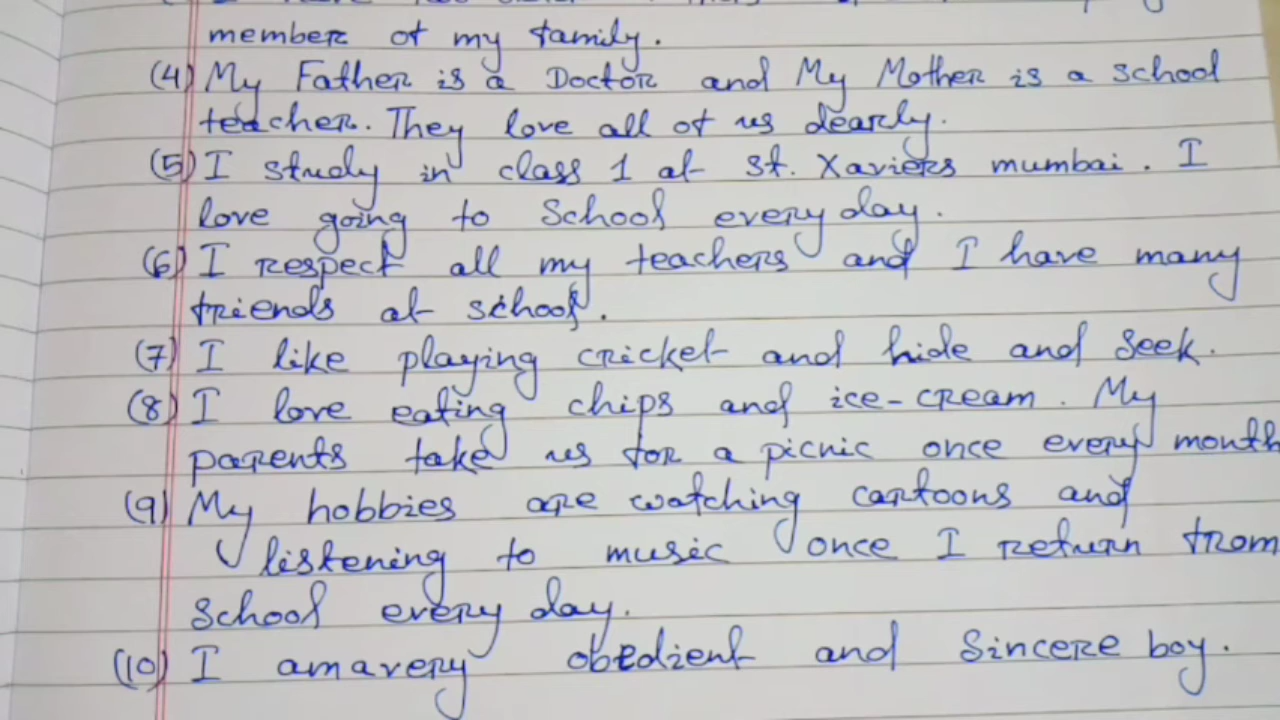 member of my family.
(4) My Father is a Doctor and My Mother is a school
teacher. They love all of us dearly.
(5) I study in class 1 at St. Xaviers mumbai. I
love going to School every day.
(6) I respect all my teachers and I have many
friends at school.
(7) I like playing cricket and hide and seek.
(8) I love eating chips and ice-cream. My
parents take us for a picnic once every month
(9) My hobbies are watching cartoons and
listening to music once I return from
school every day.
(10) I am a very obedient and Sincere boy.